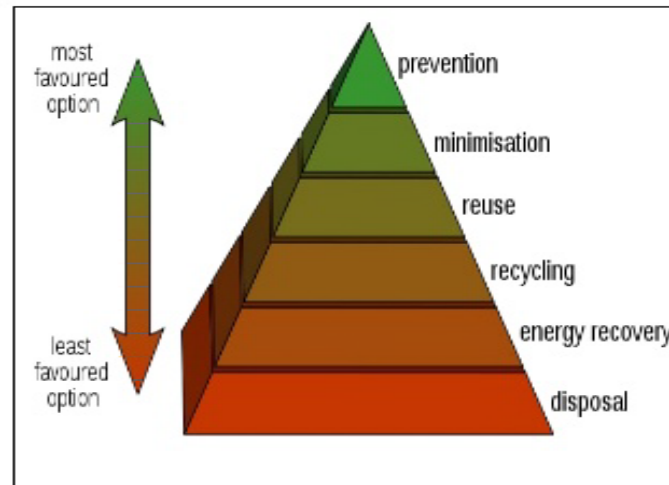 most
favoured
option
prevention
minimisation
reuse
recycling
energy recovery
disposal
least
favoured
option